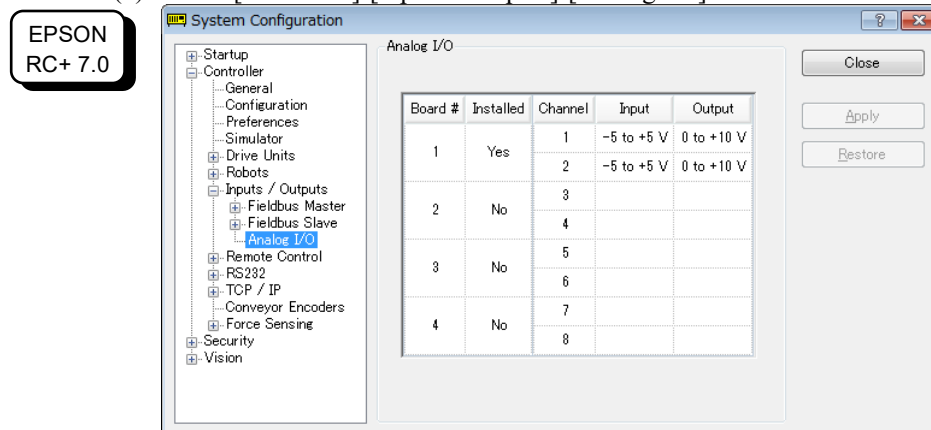 System Configuration
EPSON
RC+ 7.0
Startup
Controller
General
Configuration
Preferences
Simulator
Drive Units
Robots
Inputs / Outputs
Fieldbus Master
Fieldbus Slave
Analog I/O
Remote Control
RS232
TCP / IP
Conveyor Encoders
Force Sensing
Security
Vision
Analog I/O
Board # Installed Channel Input Output
1 Yes 1 -5 to +5 V 0 to +10 V
2 -5 to +5 V 0 to +10 V
2 No 3
4
3 No 5
6
4 No 7
8
Close
Apply
Restore